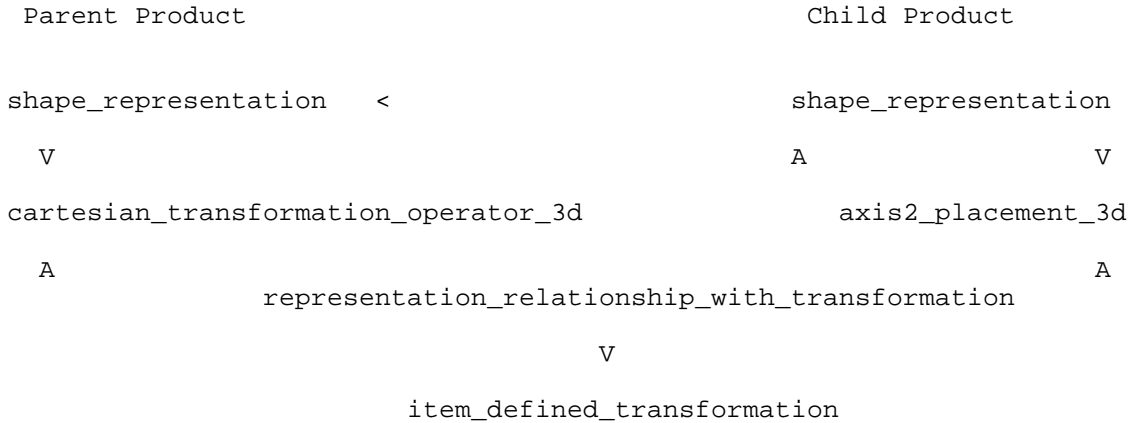 Parent Product Child Product
shape_representation < shape_representation
V A V
cartesian_transformation_operator_3d axis2_placement_3d
A A
representation_relationship_with_transformation
V
item_defined_transformation